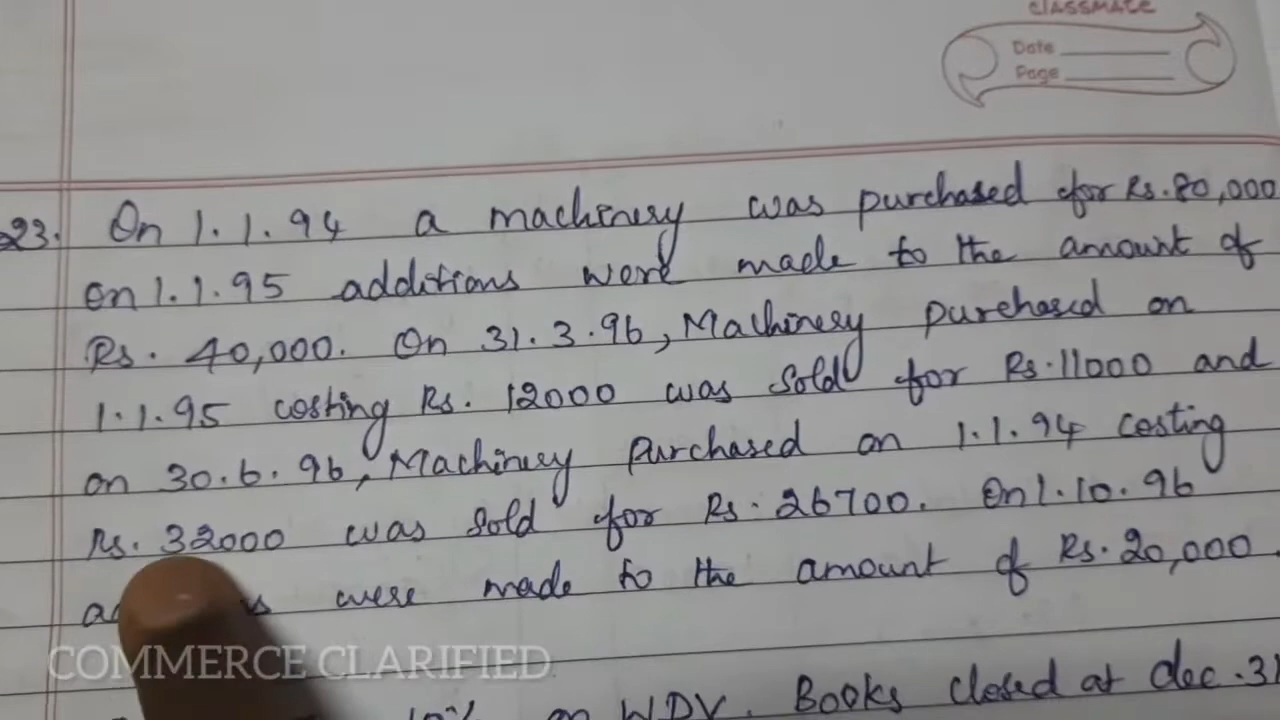 CLASSMATE
Date
Page
23. On 1.1.94 a machinery was purchased for Rs.80,000
on 1.1.95 additions were made to the amount of
Rs. 40,000. On 31.3.96, Machinery purchased on
1.1.95 costing Rs. 12000 was sold for Rs.11000 and
on 30.6.96, Machinery purchased on 1.1.94 costing
Rs. 32000 was sold for Rs.26700. On 1.10.96
were made to the amount of Rs.20,000
10% on WDV. Books closed at dec.31
COMMERCE CLARIFIED